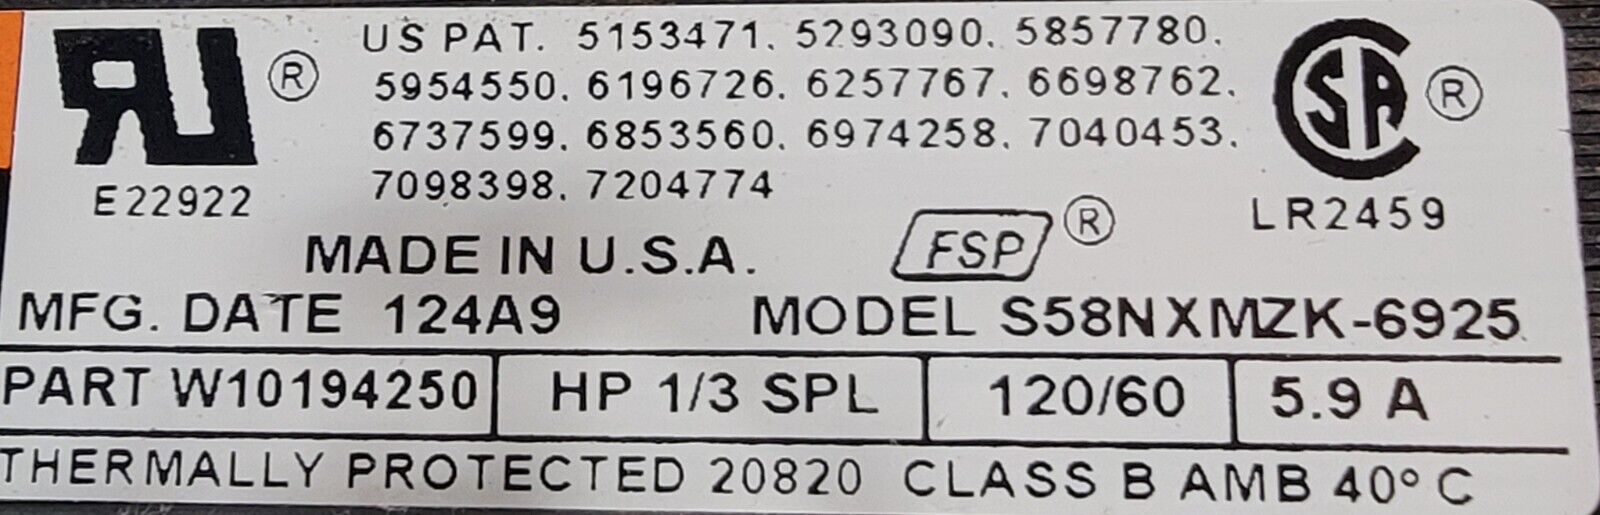 RU ® US PAT. 5153471. 5293090. 5857780.
5954550. 6196726. 6257767. 6698762.
6737599. 6853560. 6974258. 7040453.
7098398. 7204774
E22922
CSA ®
LR2459
MADE IN U.S.A. FSP ®
MFG. DATE 124A9 MODEL S58NXMZK-6925
PART W10194250 HP 1/3 SPL 120/60 5.9 A
THERMALLY PROTECTED 20820 CLASS B AMB 40° C